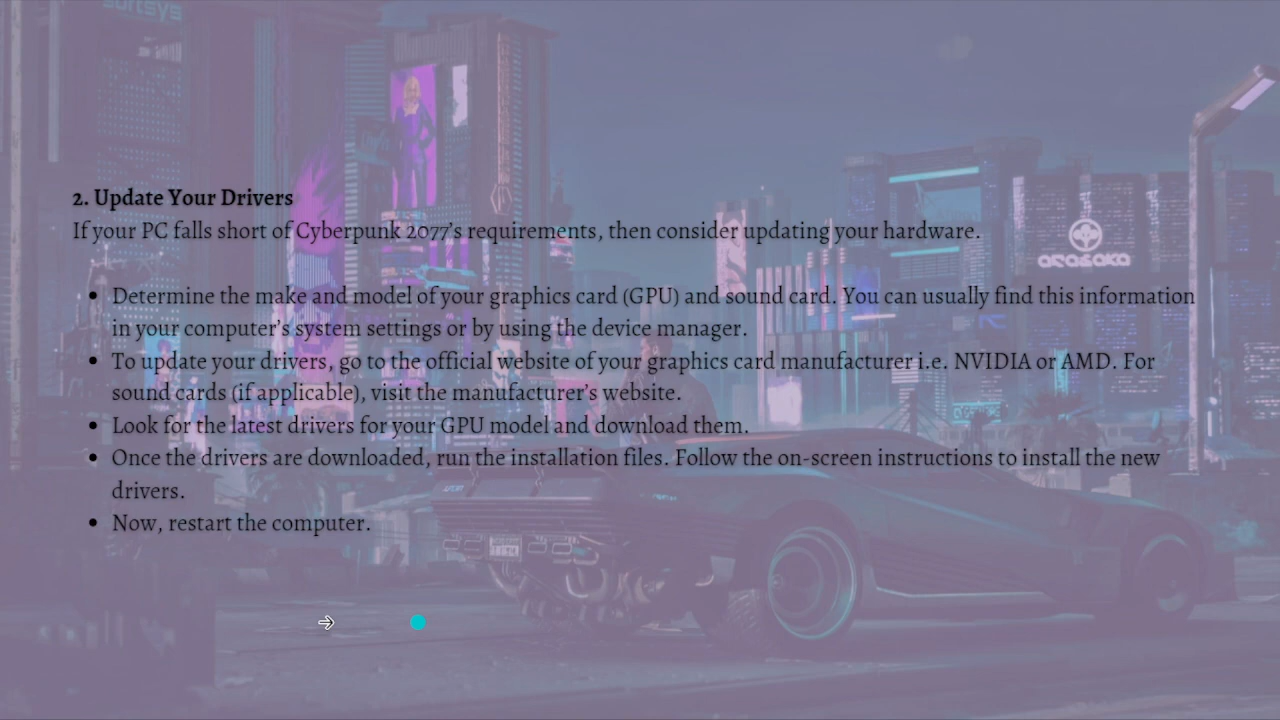 2. Update Your Drivers
If your PC falls short of Cyberpunk 2077's requirements, then consider updating your hardware.
• Determine the make and model of your graphics card (GPU) and sound card. You can usually find this information
in your computer's system settings or by using the device manager.
• To update your drivers, go to the official website of your graphics card manufacturer i.e. NVIDIA or AMD. For
sound cards (if applicable), visit the manufacturer's website.
• Look for the latest drivers for your GPU model and download them.
• Once the drivers are downloaded, run the installation files. Follow the on-screen instructions to install the new
drivers.
• Now, restart the computer.
arasaka